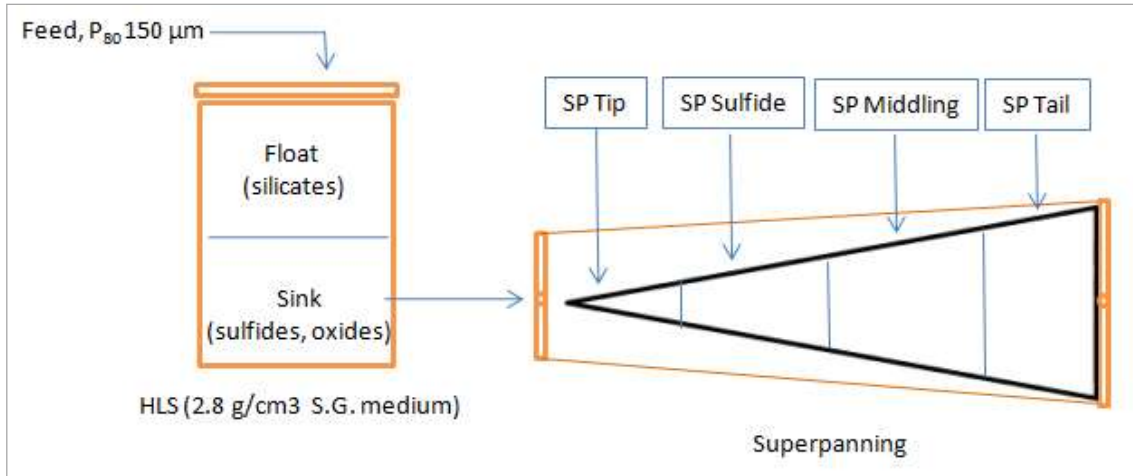 Feed, P80 150 µm
Float
(silicates)
Sink
(sulfides, oxides)
HLS (2.8 g/cm3 S.G. medium)
SP Tip
SP Sulfide
SP Middling
SP Tail
Superpanning